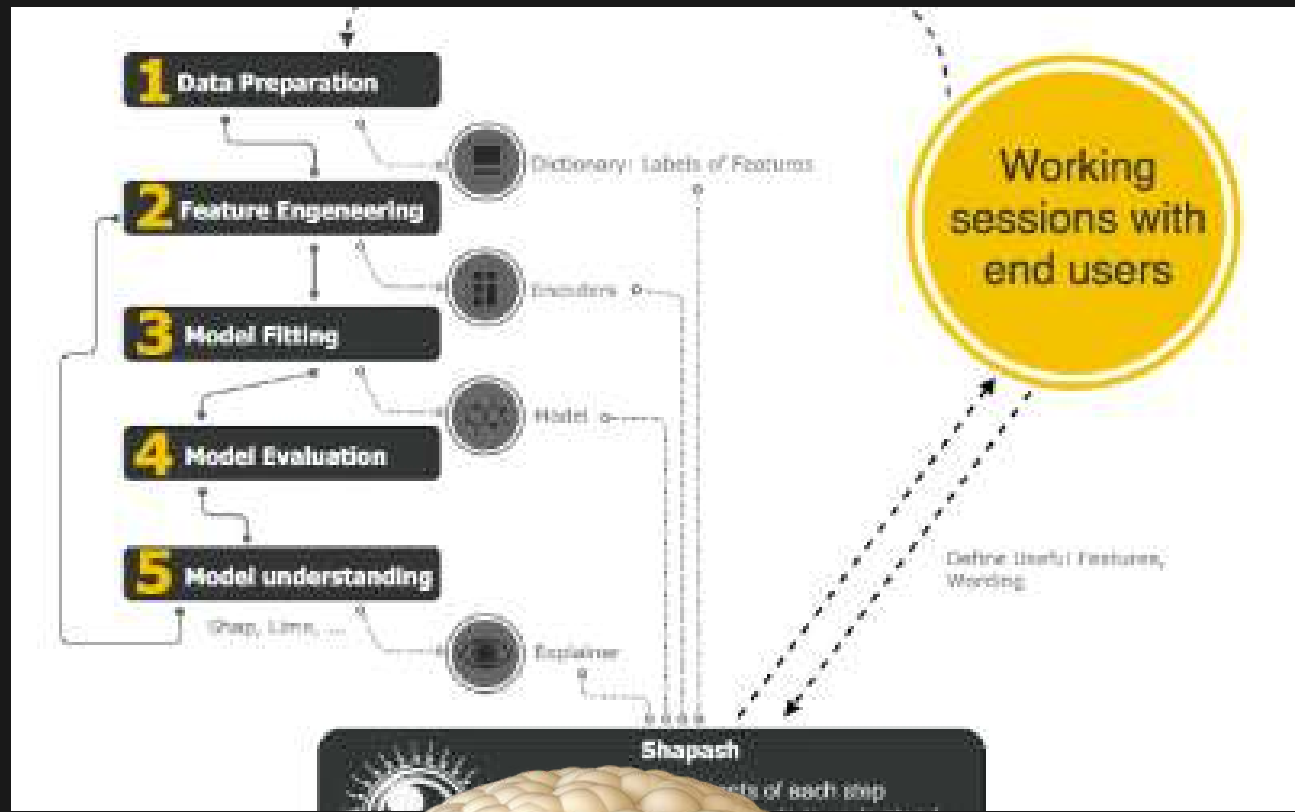 1 Data Preparation
Dictionary: Labels of Features
2 Feature Engeneering
Encoders
3 Model Fitting
Model
4 Model Evaluation
5 Model understanding
Shap, Lime, ...
Explainer
Working
sessions with
end users
Define Useful Features,
Wording
Shapash
of each step